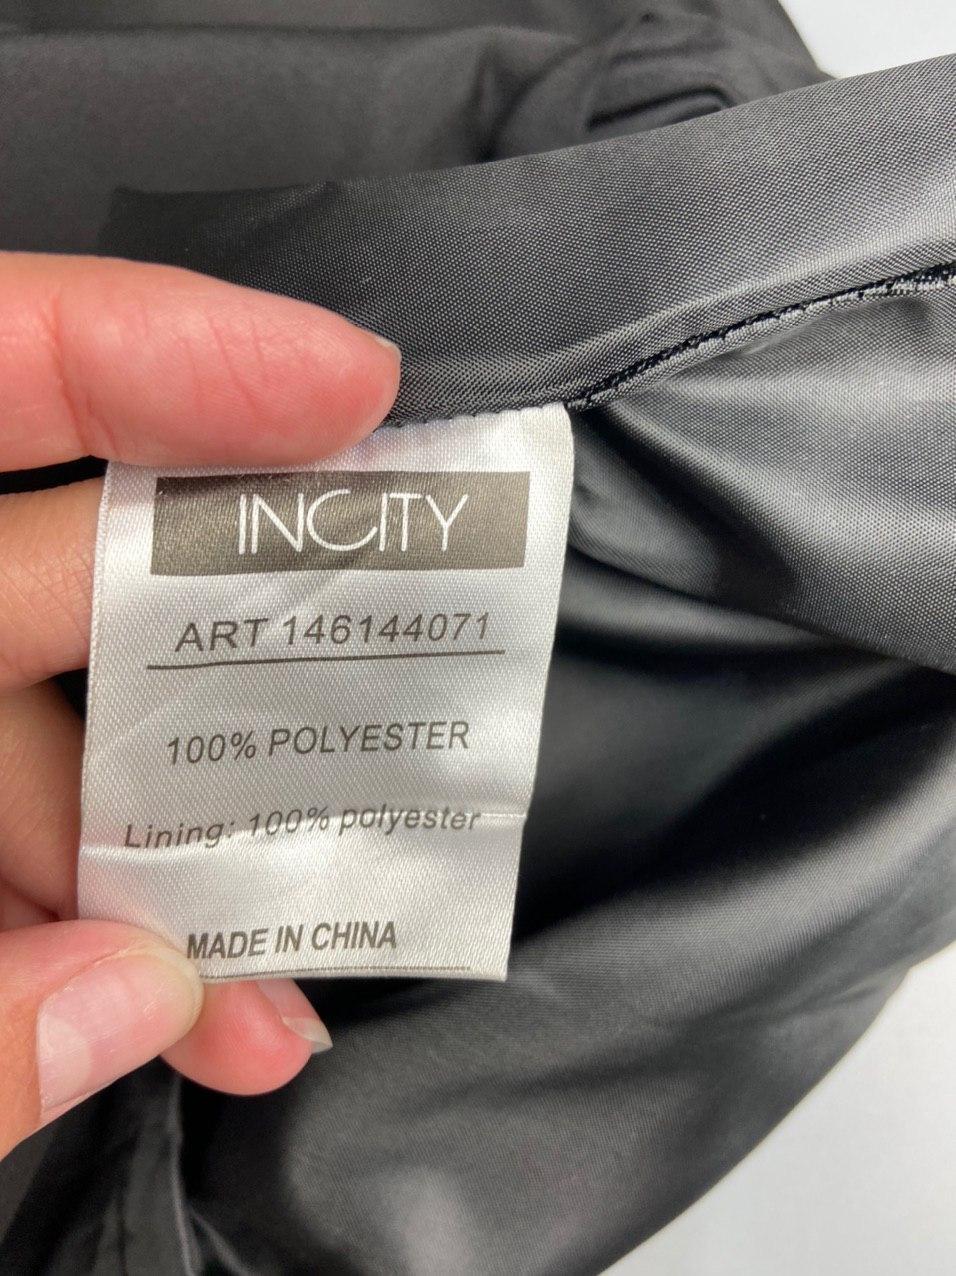 INCITY
ART 146144071
100% POLYESTER
Lining: 100% polyester
MADE IN CHINA